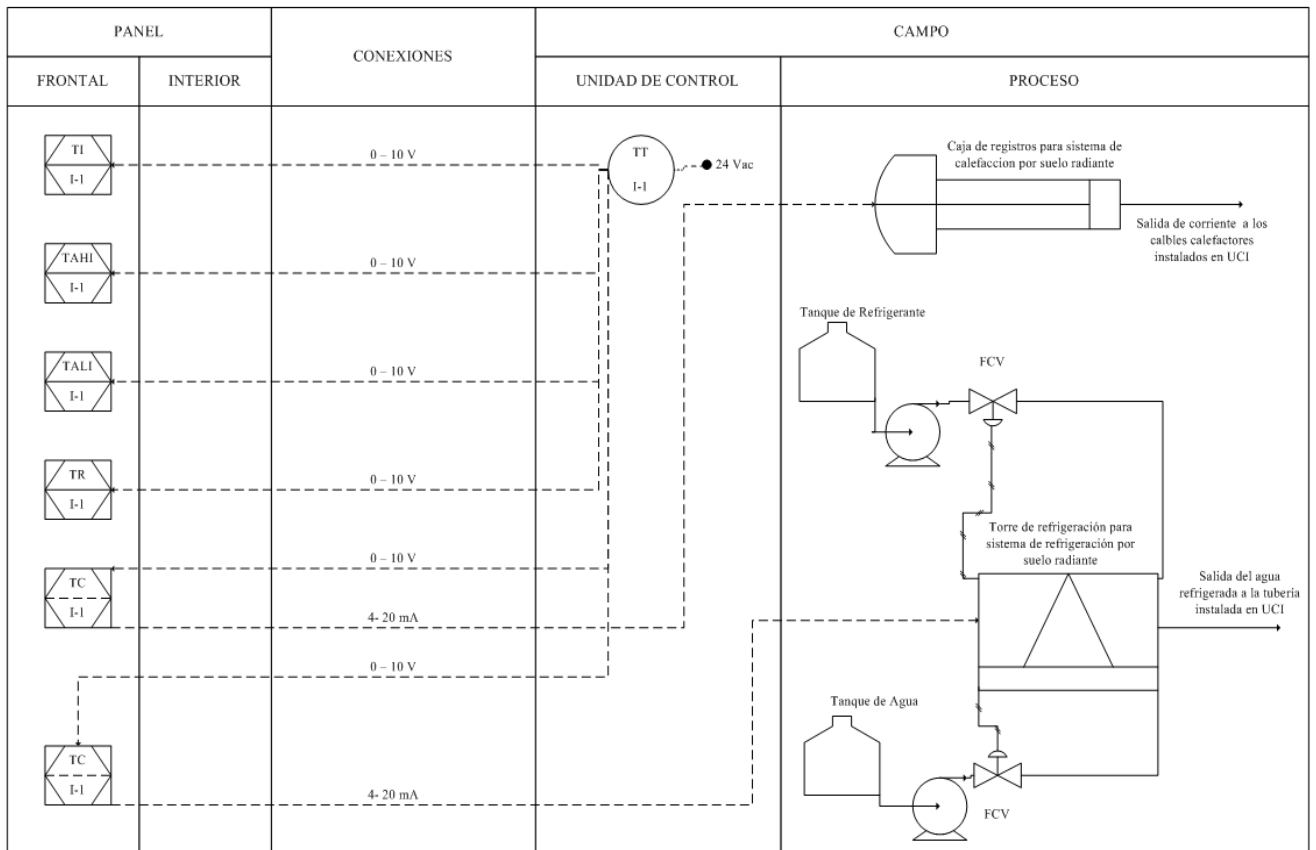 PANEL
CONEXIONES
CAMPO
FRONTAL
INTERIOR
UNIDAD DE CONTROL
PROCESO
TI
I-1
0 – 10 V
TT
I-1
24 Vac
Caja de registros para sistema de
calefaccion por suelo radiante
Salida de corriente a los
calbles calefactores
instalados en UCI
TAHI
I-1
0 – 10 V
Tanque de Refrigerante
TALI
I-1
0 – 10 V
FCV
TR
I-1
0 – 10 V
Torre de refrigeración para
sistema de refrigeración por
suelo radiante
TC
I-1
0 – 10 V
4- 20 mA
Salida del agua
refrigerada a la tuberia
instalada en UCI
0 – 10 V
Tanque de Agua
TC
I-1
4- 20 mA
FCV